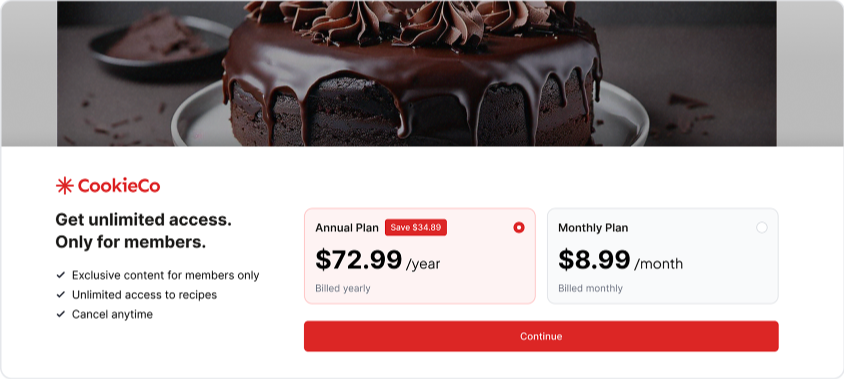 CookieCo
Get unlimited access.
Only for members.
Exclusive content for members only
Unlimited access to recipes
Cancel anytime
Annual Plan Save $34.89
$72.99 /year
Billed yearly
Monthly Plan
$8.99 /month
Billed monthly
Continue